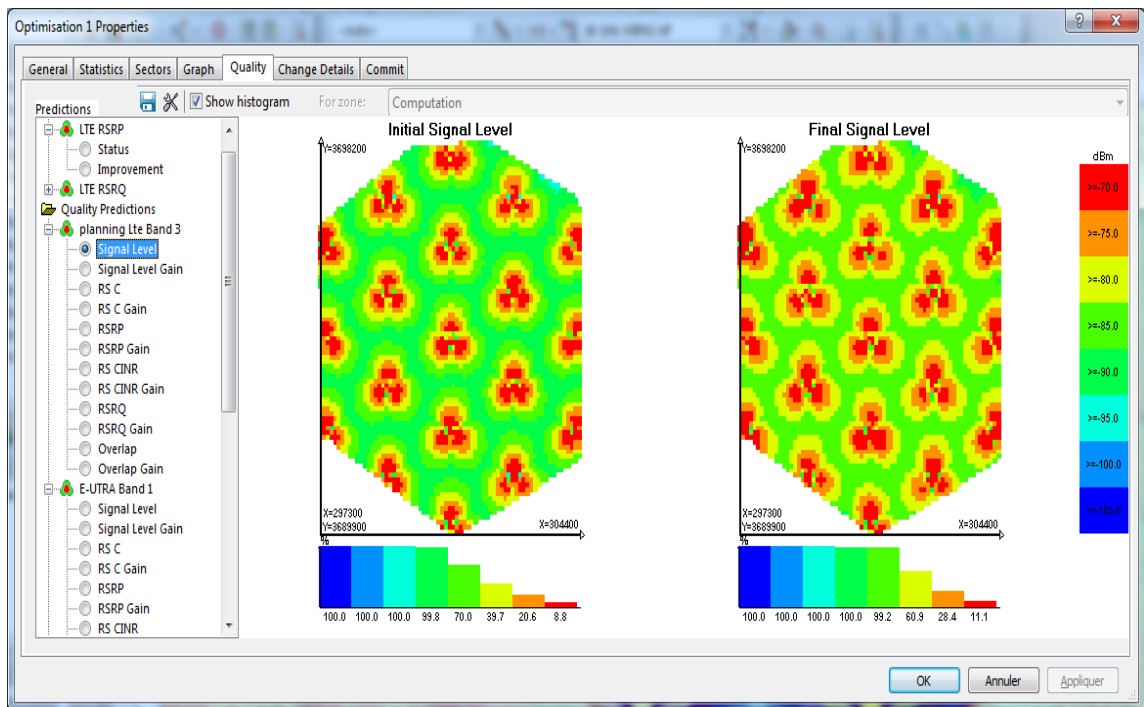 Optimisation 1 Properties
General Statistics Sectors Graph Quality Change Details Commit
Predictions
Show histogram
For zone:
Computation
LTE RSRP
Status
Improvement
LTE RSRQ
Quality Predictions
planning Lte Band 3
Signal Level
Signal Level Gain
RS C
RS C Gain
RSRP
RSRP Gain
RS CINR
RS CINR Gain
RSRQ
RSRQ Gain
Overlap
Overlap Gain
E-UTRA Band 1
Signal Level
Signal Level Gain
RS C
RS C Gain
RSRP
RSRP Gain
RS CINR
Initial Signal Level
Y=3698200
X=297300
Y=3689900
X=304400
%
100.0 100.0 100.0 99.8 70.0 39.7 20.6 8.8
Final Signal Level
Y=3698200
X=297300
Y=3689900
X=304400
%
100.0 100.0 100.0 100.0 99.2 60.9 28.4 11.1
dBm
>=-70.0
>=-75.0
>=-80.0
>=-85.0
>=-90.0
>=-95.0
>=-100.0
>=-105.0
OK Annuler Appliquer